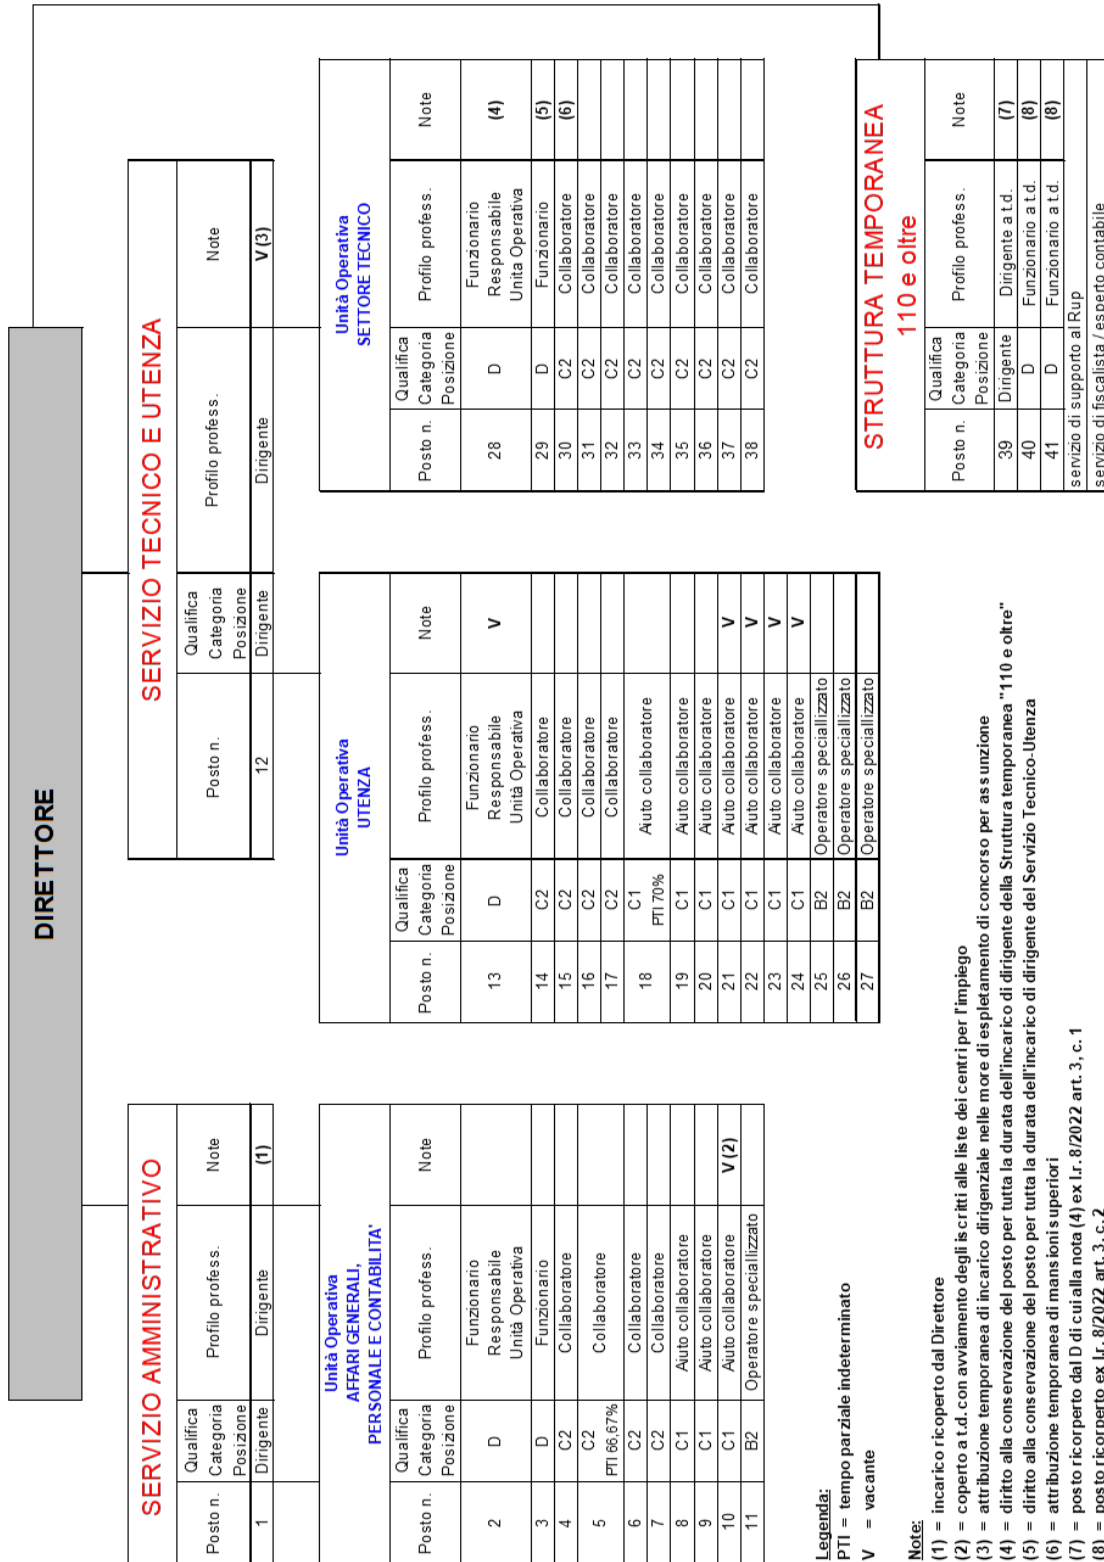 DIRETTORE
SERVIZIO AMMINISTRATIVO
Posto n. Qualifica Categoria Posizione Profilo profess. Note
1 Dirigente Dirigente (1)
Unità Operativa
AFFARI GENERALI,
PERSONALE E CONTABILITA'
Posto n. Qualifica Categoria Posizione Profilo profess. Note
2 D Funzionario Responsabile Unità Operativa
3 D Funzionario
4 C2 Collaboratore
5 C2 PTI 66,67% Collaboratore
6 C2 Collaboratore
7 C2 Collaboratore
8 C1 Aiuto collaboratore
9 C1 Aiuto collaboratore
10 C1 Aiuto collaboratore V (2)
11 B2 Operatore speciallizzato
SERVIZIO TECNICO E UTENZA
Posto n. Qualifica Categoria Posizione Profilo profess. Note
12 Dirigente Dirigente V (3)
Unità Operativa
UTENZA
Posto n. Qualifica Categoria Posizione Profilo profess. Note
13 D Funzionario Responsabile Unità Operativa V
14 C2 Collaboratore
15 C2 Collaboratore
16 C2 Collaboratore
17 C2 Collaboratore
18 C1 PTI 70% Aiuto collaboratore
19 C1 Aiuto collaboratore
20 C1 Aiuto collaboratore
21 C1 Aiuto collaboratore V
22 C1 Aiuto collaboratore V
23 C1 Aiuto collaboratore V
24 C1 Aiuto collaboratore V
25 B2 Operatore speciallizzato
26 B2 Operatore speciallizzato
27 B2 Operatore speciallizzato
Unità Operativa
SETTORE TECNICO
Posto n. Qualifica Categoria Posizione Profilo profess. Note
28 D Funzionario Responsabile Unita Operativa (4)
29 D Funzionario (5)
30 C2 Collaboratore (6)
31 C2 Collaboratore
32 C2 Collaboratore
33 C2 Collaboratore
34 C2 Collaboratore
35 C2 Collaboratore
36 C2 Collaboratore
37 C2 Collaboratore
38 C2 Collaboratore
STRUTTURA TEMPORANEA
110 e oltre
Posto n. Qualifica Categoria Posizione Profilo profess. Note
39 Dirigente Dirigente a t.d. (7)
40 D Funzionario a t.d. (8)
41 D Funzionario a t.d. (8)
servizio di supporto al Rup
servizio di fiscalista / esperto contabile
Legenda:
PTI = tempo parziale indeterminato
V = vacante
Note:
(1) = incarico ricoperto dal Direttore
(2) = coperto a t.d. con avviamento degli iscritti alle liste dei centri per l'impiego
(3) = attribuzione temporanea di incarico dirigenziale nelle more di espletamento di concorso per assunzione
(4) = diritto alla conservazione del posto per tutta la durata dell'incarico di dirigente della Struttura temporanea "110 e oltre"
(5) = diritto alla conservazione del posto per tutta la durata dell'incarico di dirigente del Servizio Tecnico-Utenza
(6) = attribuzione temporanea di mansioni superiori
(7) = posto ricorperto dal D di cui alla nota (4) ex l.r. 8/2022 art. 3, c. 1
(8) = posto ricorperto ex l.r. 8/2022 art. 3, c. 2